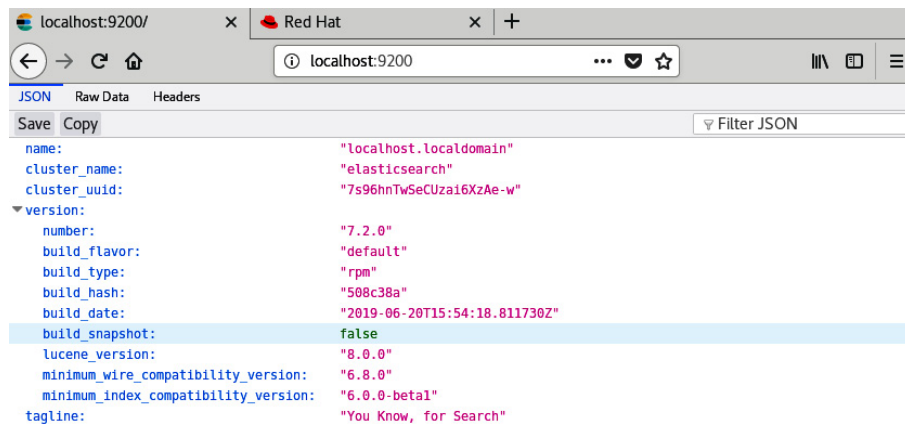 localhost:9200/ × Red Hat × +
localhost:9200 ...
JSON Raw Data Headers
Save Copy Filter JSON
name: "localhost.localdomain"
cluster_name: "elasticsearch"
cluster_uuid: "7s96hnTwSeCUzai6XzAe-w"
version:
number: "7.2.0"
build_flavor: "default"
build_type: "rpm"
build_hash: "508c38a"
build_date: "2019-06-20T15:54:18.811730Z"
build_snapshot: false
lucene_version: "8.0.0"
minimum_wire_compatibility_version: "6.8.0"
minimum_index_compatibility_version: "6.0.0-beta1"
tagline: "You Know, for Search"